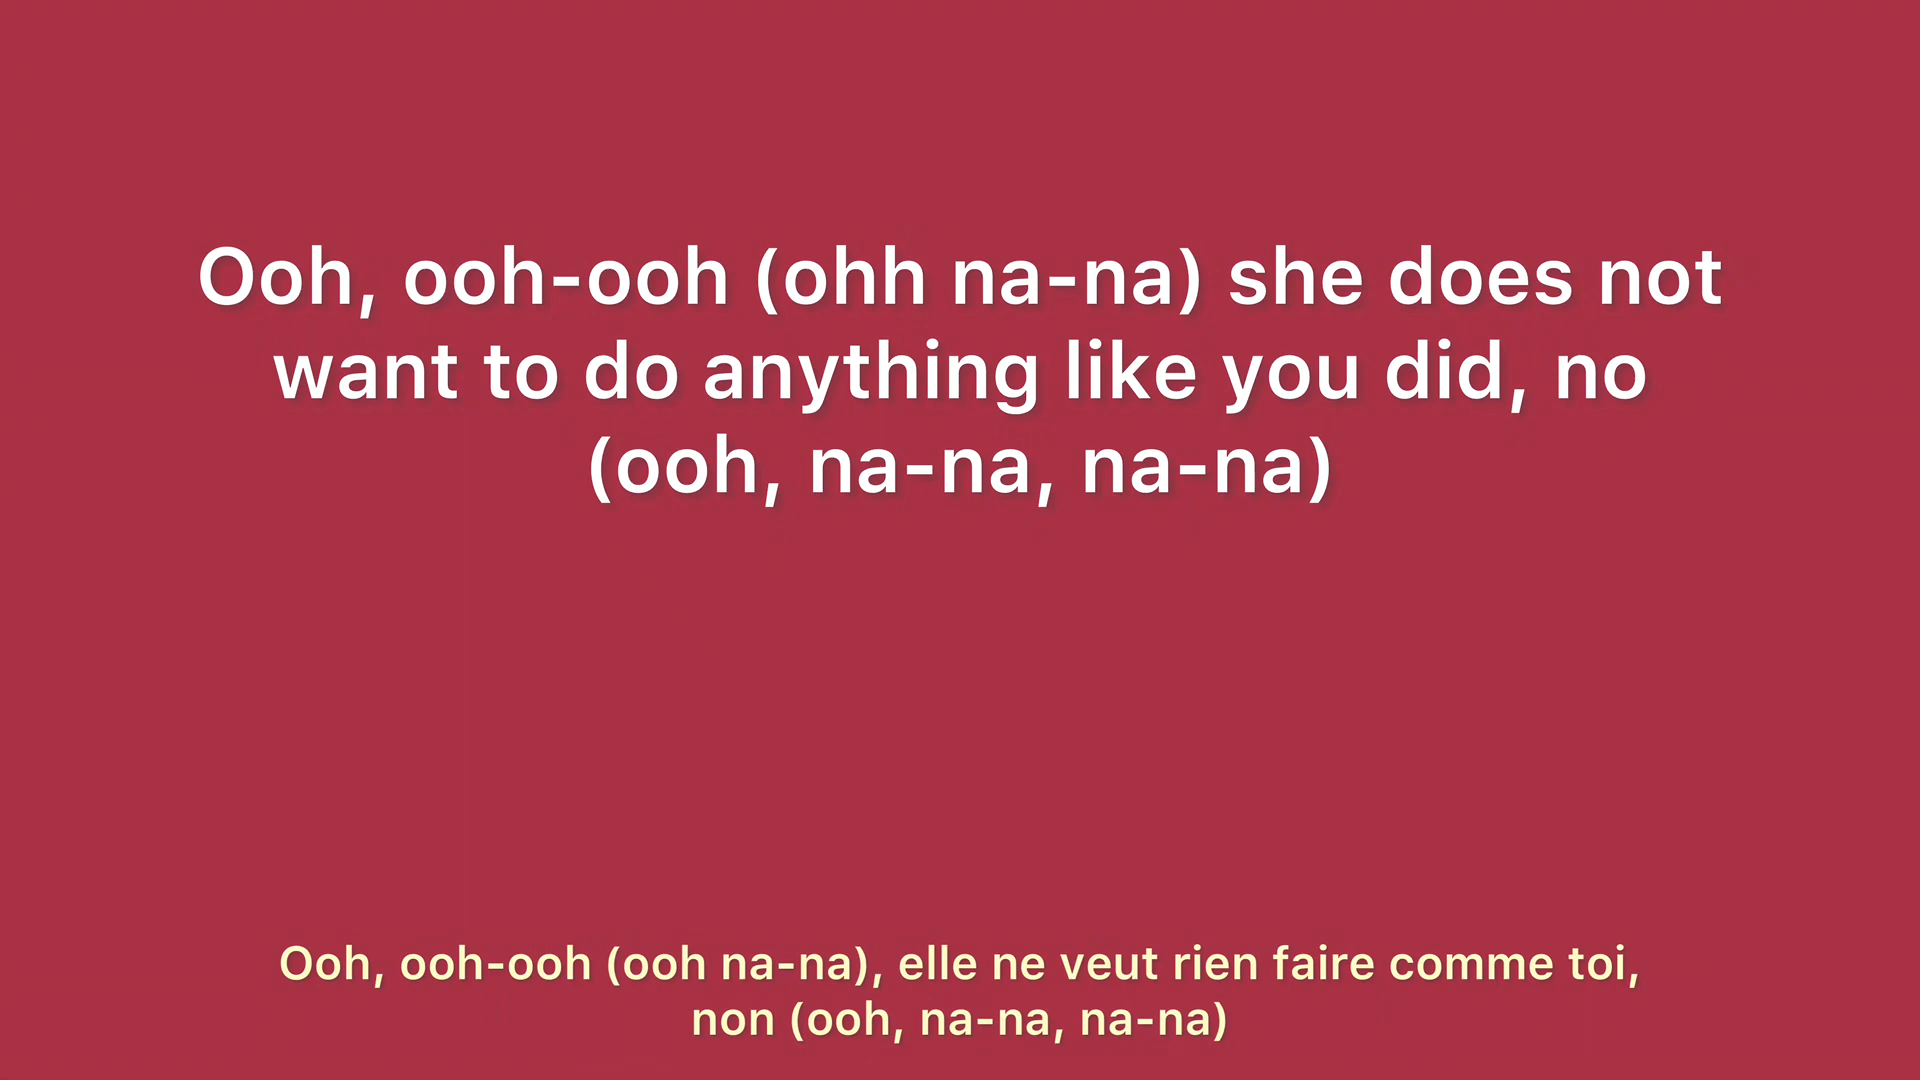 Ooh, ooh-ooh (ohh na-na) she does not
want to do anything like you did, no
(ooh, na-na, na-na)
Ooh, ooh-ooh (ooh na-na), elle ne veut rien faire comme toi,
non (ooh, na-na, na-na)